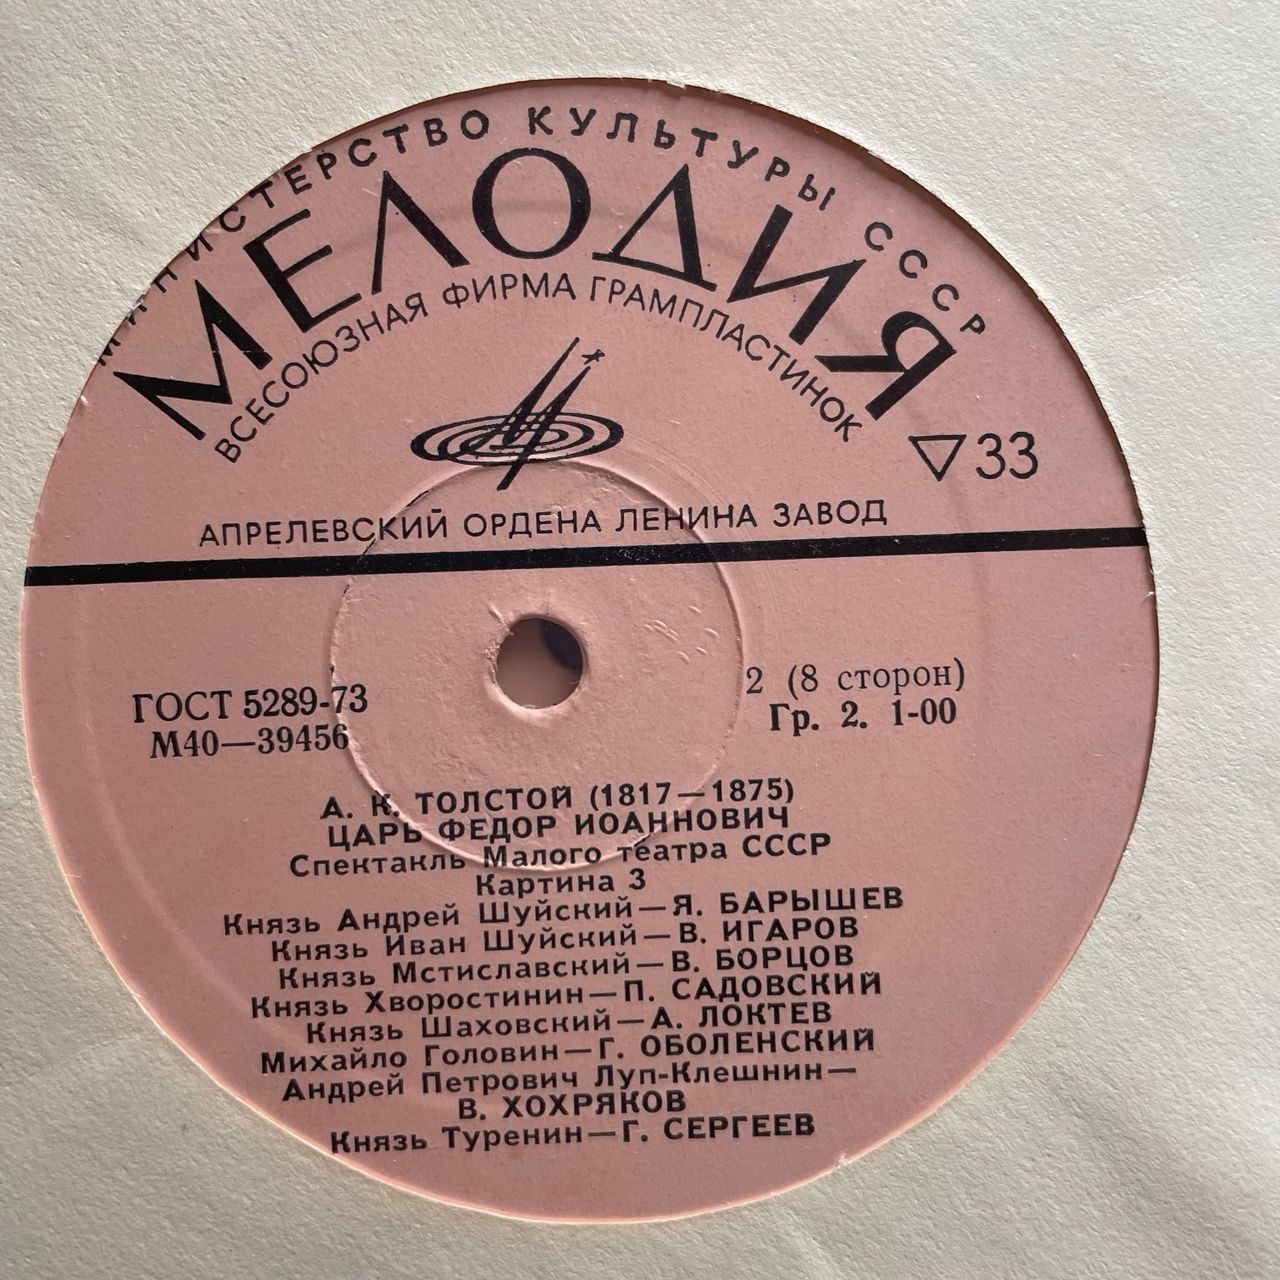 МИНИСТЕРСТВО КУЛЬТУРЫ СССР
МЕЛОДИЯ
ВСЕСОЮЗНАЯ ФИРМА ГРАМПЛАСТИНОК
▽33
АПРЕЛЕВСКИЙ ОРДЕНА ЛЕНИНА ЗАВОД
ГОСТ 5289-73
М40—39456
2 (8 сторон)
Гр. 2. 1-00
А. К. ТОЛСТОЙ (1817—1875)
ЦАРЬ ФЕДОР ИОАННОВИЧ
Спектакль Малого театра СССР
Картина 3
Князь Андрей Шуйский—Я. БАРЫШЕВ
Князь Иван Шуйский—В. ИГАРОВ
Князь Мстиславский—В. БОРЦОВ
Князь Хворостинин—П. САДОВСКИЙ
Князь Шаховский—А. ЛОКТЕВ
Михайло Головин—Г. ОБОЛЕНСКИЙ
Андрей Петрович Луп-Клешнин—
В. ХОХРЯКОВ
Князь Туренин—Г. СЕРГЕЕВ